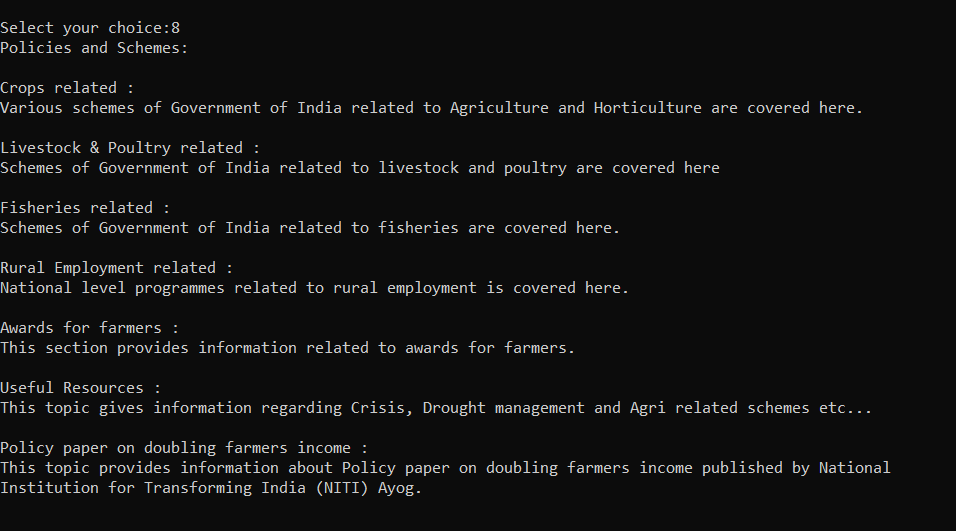 Select your choice:8
Policies and Schemes:
Crops related :
Various schemes of Government of India related to Agriculture and Horticulture are covered here.
Livestock & Poultry related :
Schemes of Government of India related to livestock and poultry are covered here
Fisheries related :
Schemes of Government of India related to fisheries are covered here.
Rural Employment related :
National level programmes related to rural employment is covered here.
Awards for farmers :
This section provides information related to awards for farmers.
Useful Resources :
This topic gives information regarding Crisis, Drought management and Agri related schemes etc...
Policy paper on doubling farmers income :
This topic provides information about Policy paper on doubling farmers income published by National
Institution for Transforming India (NITI) Ayog.